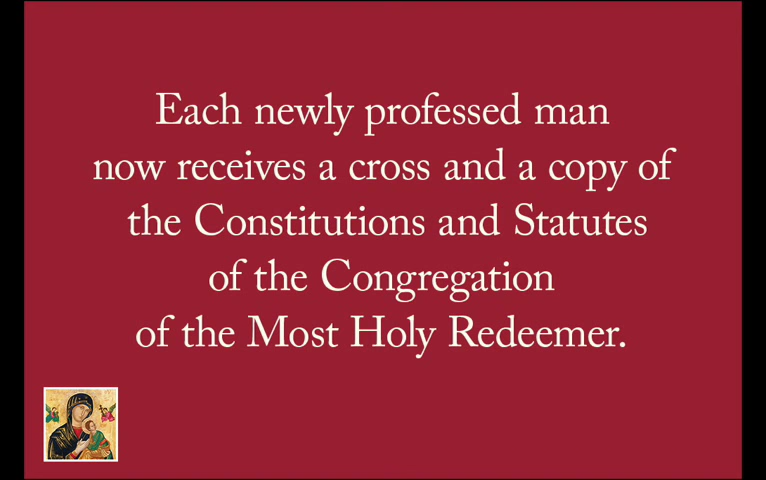 Each newly professed man
now receives a cross and a copy of
the Constitutions and Statutes
of the Congregation
of the Most Holy Redeemer.